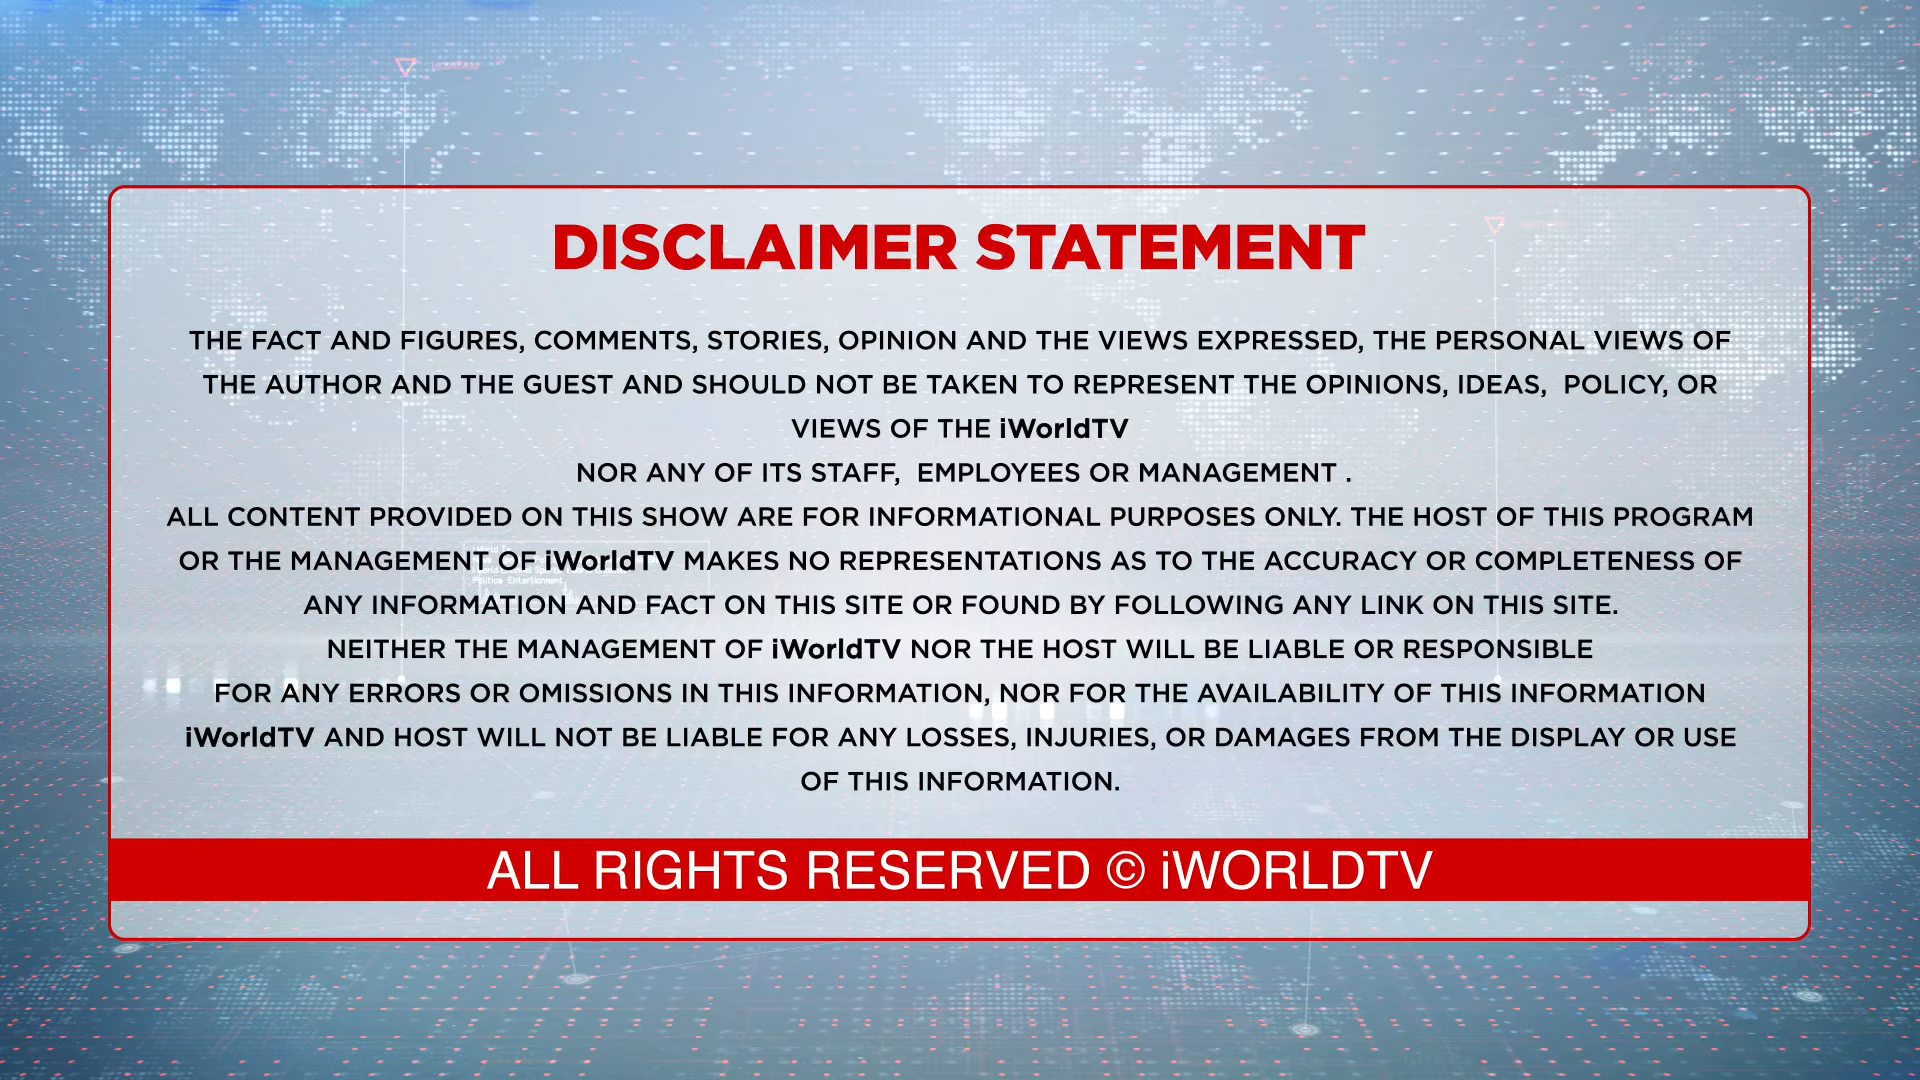 DISCLAIMER STATEMENT
THE FACT AND FIGURES, COMMENTS, STORIES, OPINION AND THE VIEWS EXPRESSED, THE PERSONAL VIEWS OF
THE AUTHOR AND THE GUEST AND SHOULD NOT BE TAKEN TO REPRESENT THE OPINIONS, IDEAS, POLICY, OR
VIEWS OF THE iWorldTV
NOR ANY OF ITS STAFF, EMPLOYEES OR MANAGEMENT .
ALL CONTENT PROVIDED ON THIS SHOW ARE FOR INFORMATIONAL PURPOSES ONLY. THE HOST OF THIS PROGRAM
OR THE MANAGEMENT OF iWorldTV MAKES NO REPRESENTATIONS AS TO THE ACCURACY OR COMPLETENESS OF
ANY INFORMATION AND FACT ON THIS SITE OR FOUND BY FOLLOWING ANY LINK ON THIS SITE.
NEITHER THE MANAGEMENT OF iWorldTV NOR THE HOST WILL BE LIABLE OR RESPONSIBLE
FOR ANY ERRORS OR OMISSIONS IN THIS INFORMATION, NOR FOR THE AVAILABILITY OF THIS INFORMATION
iWorldTV AND HOST WILL NOT BE LIABLE FOR ANY LOSSES, INJURIES, OR DAMAGES FROM THE DISPLAY OR USE
OF THIS INFORMATION.
ALL RIGHTS RESERVED © iWORLDTV